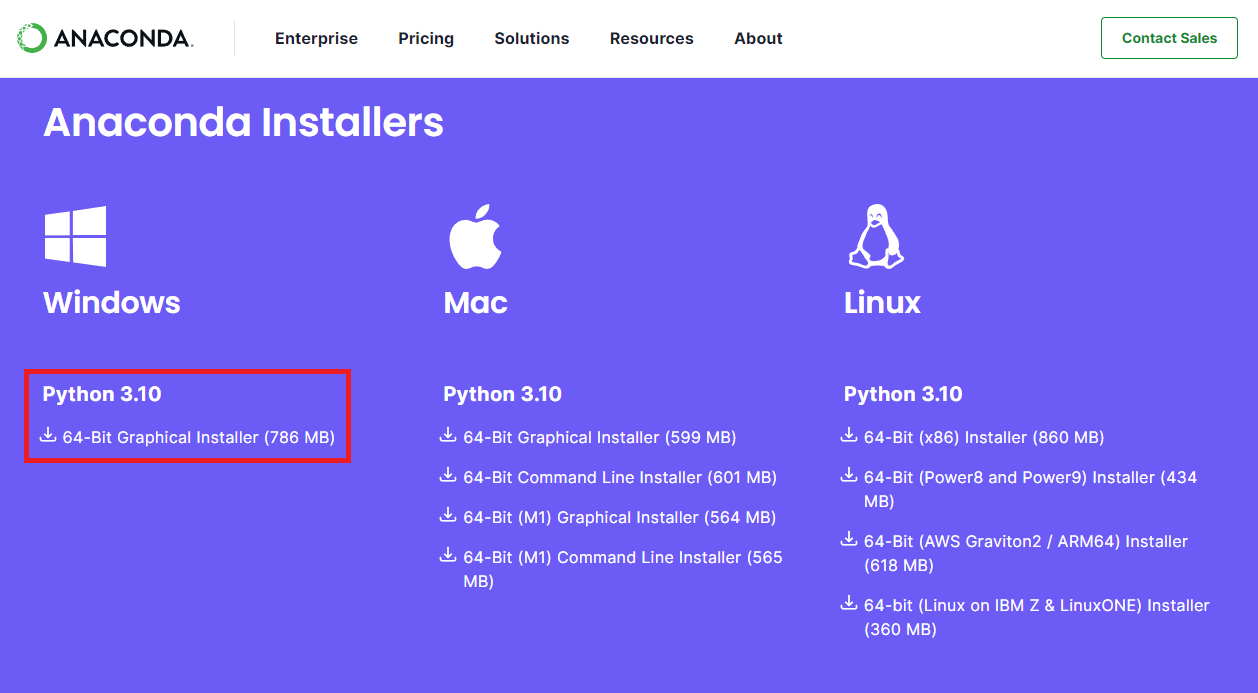 ANACONDA.
Enterprise
Pricing
Solutions
Resources
About
Contact Sales
Anaconda Installers
Windows
Python 3.10
64-Bit Graphical Installer (786 MB)
Mac
Python 3.10
64-Bit Graphical Installer (599 MB)
64-Bit Command Line Installer (601 MB)
64-Bit (M1) Graphical Installer (564 MB)
64-Bit (M1) Command Line Installer (565
MB)
Linux
Python 3.10
64-Bit (x86) Installer (860 MB)
64-Bit (Power8 and Power9) Installer (434
MB)
64-Bit (AWS Graviton2 / ARM64) Installer
(618 MB)
64-bit (Linux on IBM Z & LinuxONE) Installer
(360 MB)